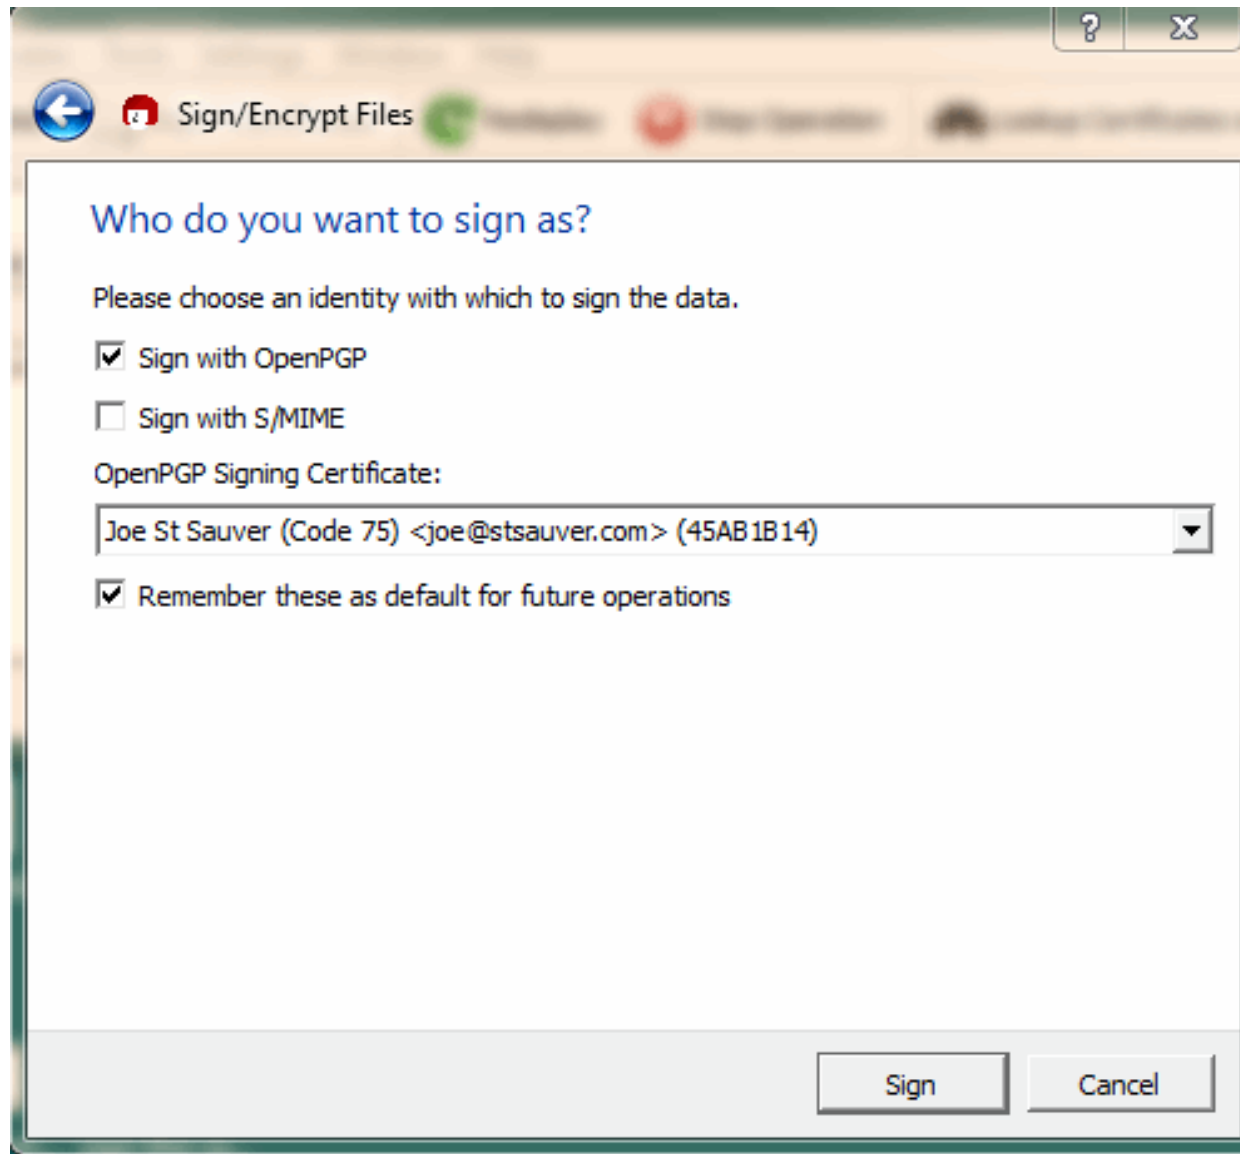 Sign/Encrypt Files
Who do you want to sign as?
Please choose an identity with which to sign the data.
Sign with OpenPGP
Sign with S/MIME
OpenPGP Signing Certificate:
Joe St Sauver (Code 75) <joe@stsauver.com> (45AB1B14)
Remember these as default for future operations
Sign Cancel